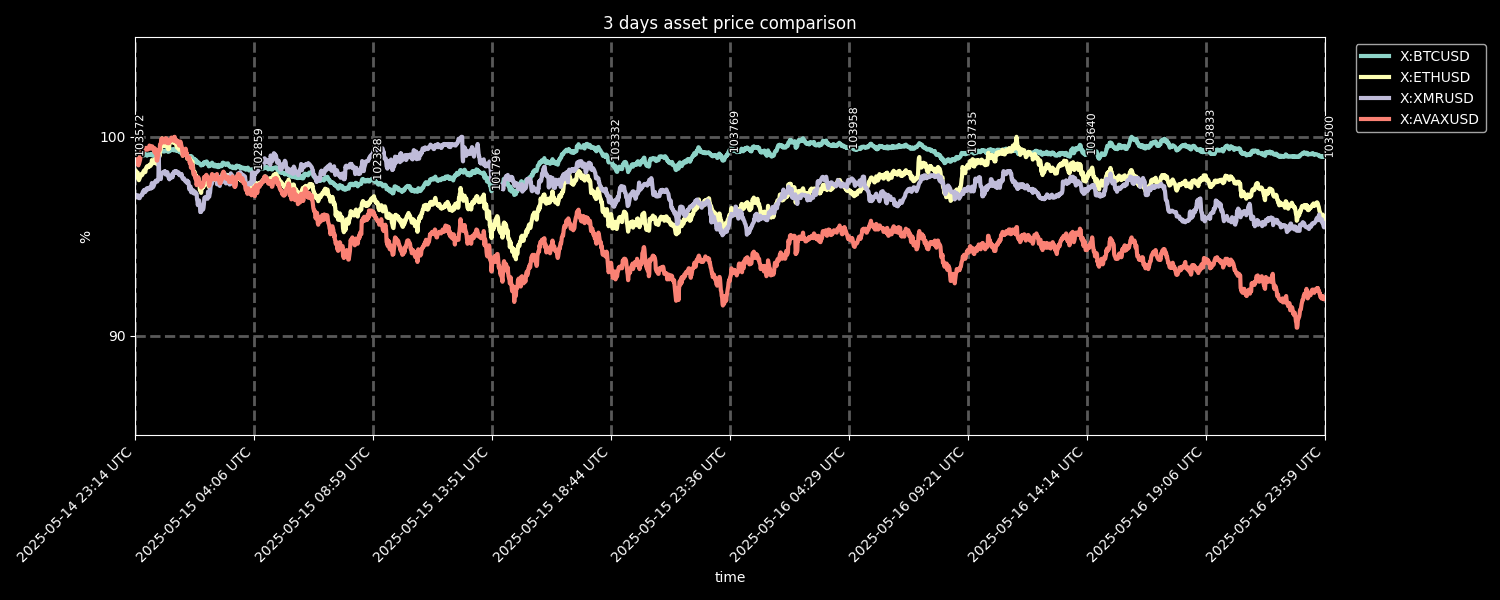 3 days asset price comparison
X:BTCUSD
X:ETHUSD
X:XMRUSD
X:AVAXUSD
100
90
%
103572
102839
102328
101796
103332
103769
103958
103735
103640
103833
103500
2025-05-14 23:14 UTC
2025-05-15 04:06 UTC
2025-05-15 08:59 UTC
2025-05-15 13:51 UTC
2025-05-15 18:44 UTC
2025-05-15 23:36 UTC
2025-05-16 04:29 UTC
2025-05-16 09:21 UTC
2025-05-16 14:14 UTC
2025-05-16 19:06 UTC
2025-05-16 23:59 UTC
time